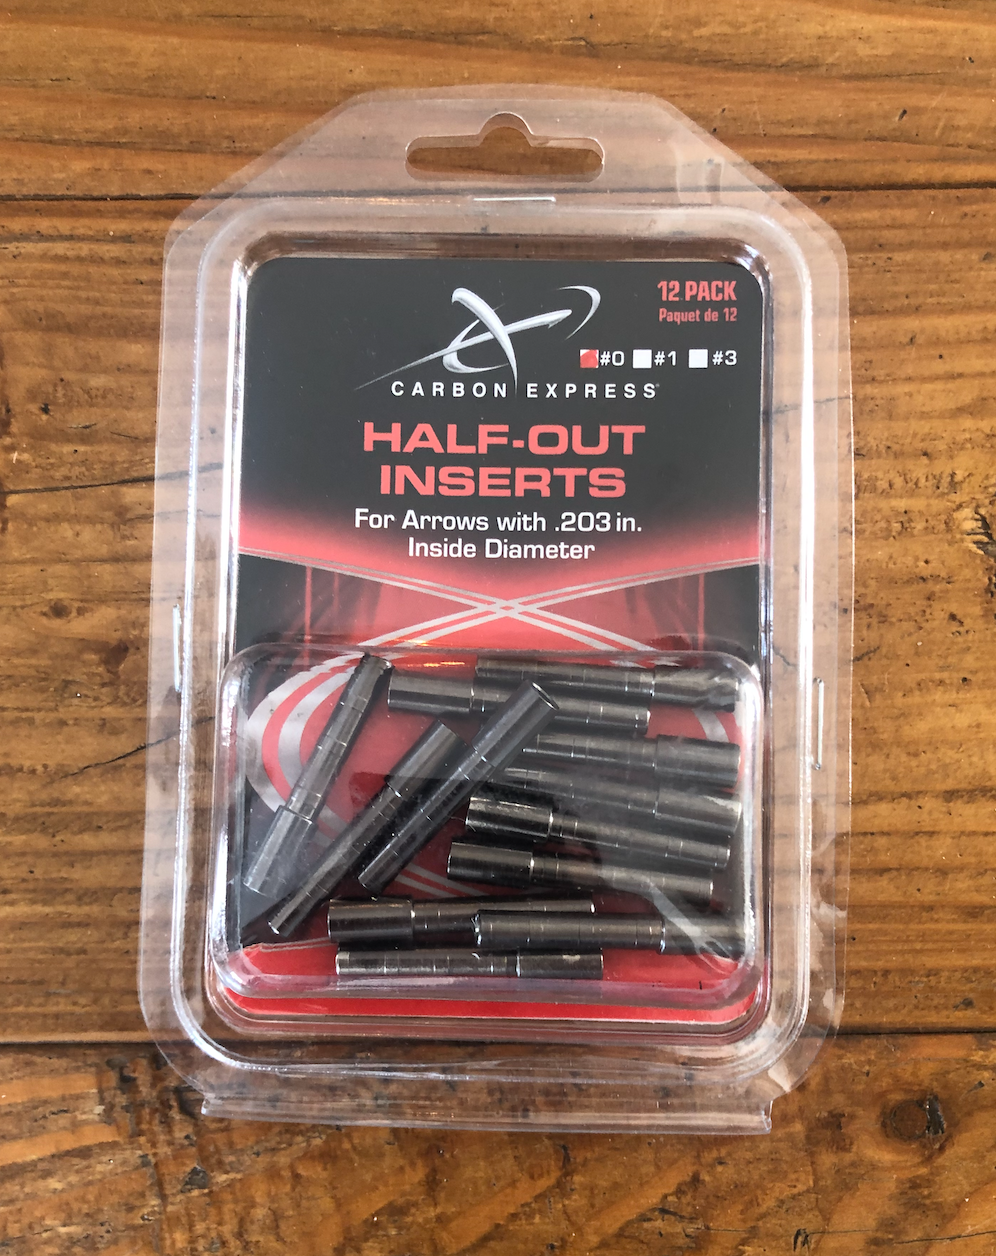 12 PACK
Paquet de 12
#0 #1 #3
CARBON EXPRESS
HALF-OUT
INSERTS
For Arrows with .203 in.
Inside Diameter